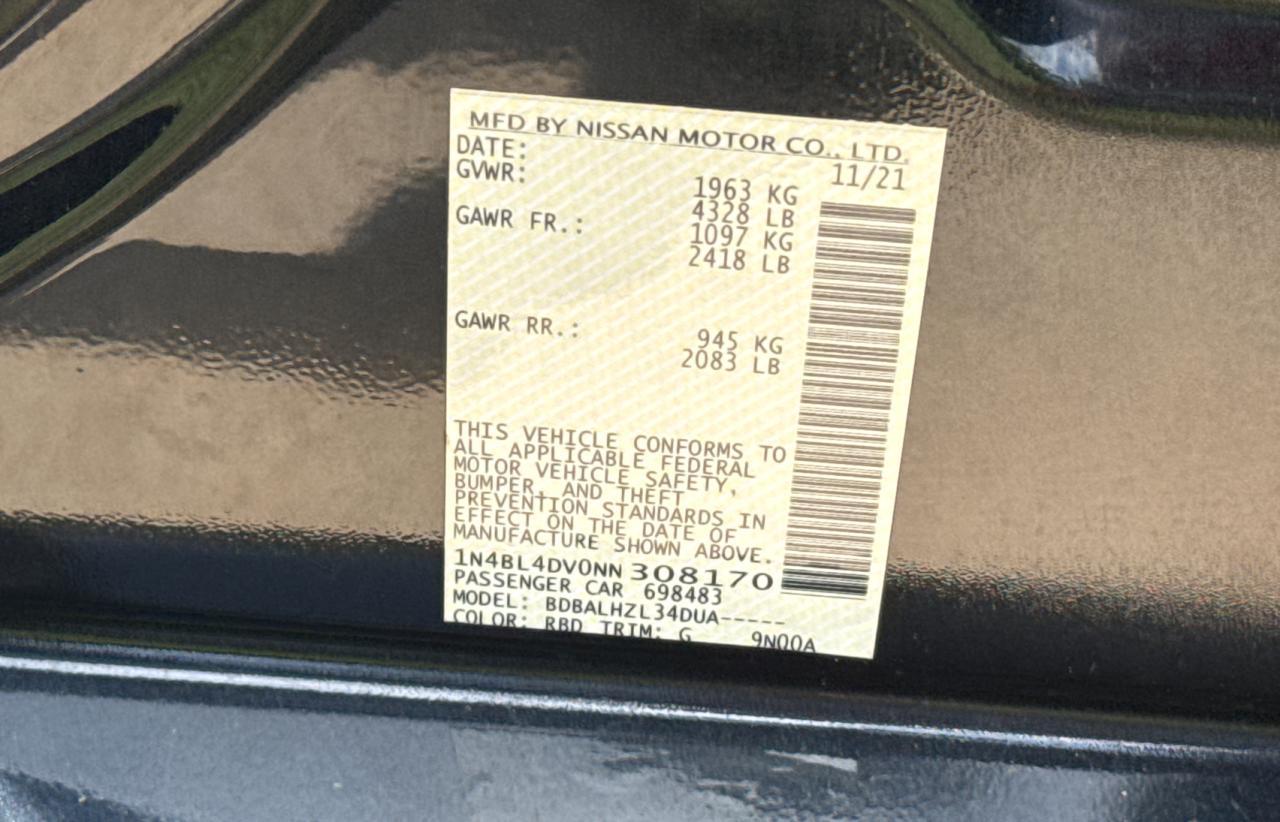 MFD BY NISSAN MOTOR CO., LTD.
DATE: 11/21
GVWR: 1963 KG
4328 LB
GAWR FR.: 1097 KG
2418 LB
GAWR RR.: 945 KG
2083 LB
THIS VEHICLE CONFORMS TO
ALL APPLICABLE FEDERAL
MOTOR VEHICLE SAFETY,
BUMPER, AND THEFT
PREVENTION STANDARDS IN
EFFECT ON THE DATE OF
MANUFACTURE SHOWN ABOVE.
1N4BL4DV0NN308170
PASSENGER CAR 698483
MODEL: BDBALHZL34DUA-----
COLOR: RBD TRIM: G 9N00A